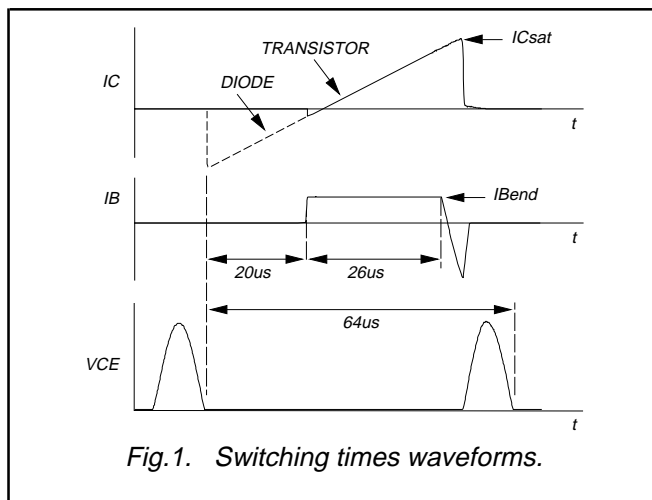 ICsat
TRANSISTOR
DIODE
IC
t
IB
IBend
t
20us
26us
64us
VCE
t
Fig.1. Switching times waveforms.